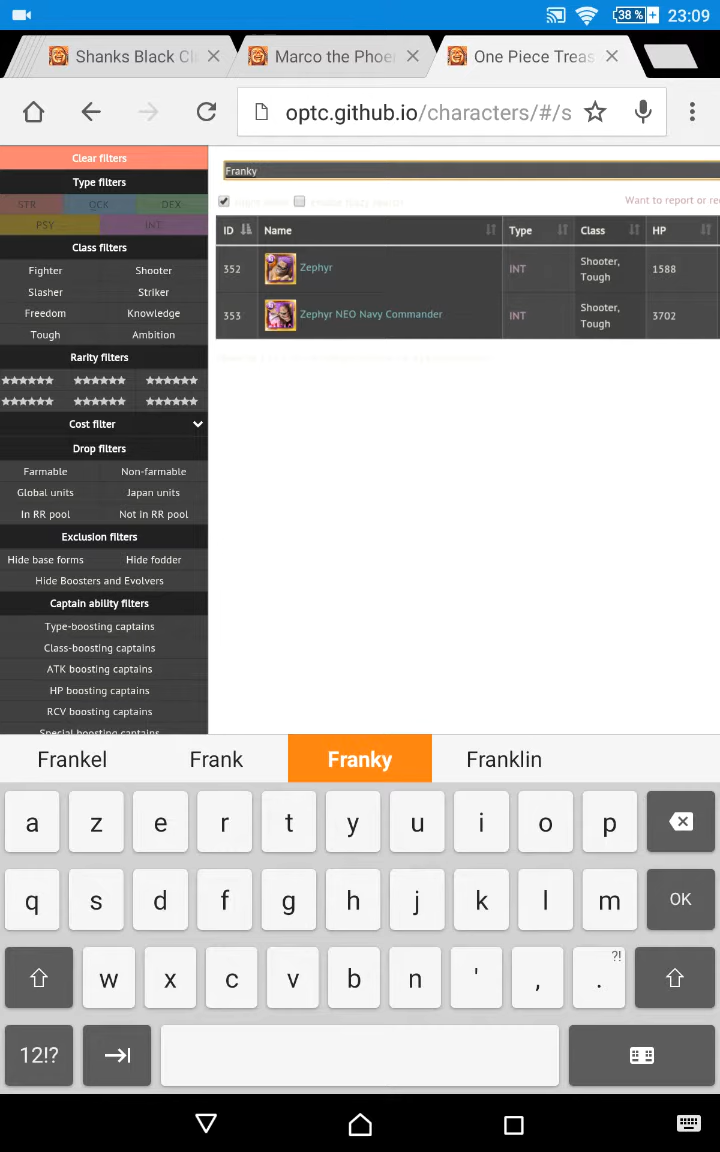 38 % 23:09
Shanks Black Cl
Marco the Phoe
One Piece Treas
optc.github.io/characters/#/s
Clear filters
Type filters
STR QCK DEX
PSY INT
Class filters
Fighter Shooter
Slasher Striker
Freedom Knowledge
Tough Ambition
Rarity filters
Cost filter
Drop filters
Farmable Non-farmable
Global units Japan units
In RR pool Not in RR pool
Exclusion filters
Hide base forms Hide fodder
Hide Boosters and Evolvers
Captain ability filters
Type-boosting captains
Class-boosting captains
ATK boosting captains
HP boosting captains
RCV boosting captains
Special boosting captains
Franky
Want to report or re
ID Name Type Class HP
352 Zephyr INT Shooter, Tough 1588
353 Zephyr NEO Navy Commander INT Shooter, Tough 3702
Frankel Frank Franky Franklin
a z e r t y u i o p
q s d f g h j k l m OK
w x c v b n ' , . ?!
12!?